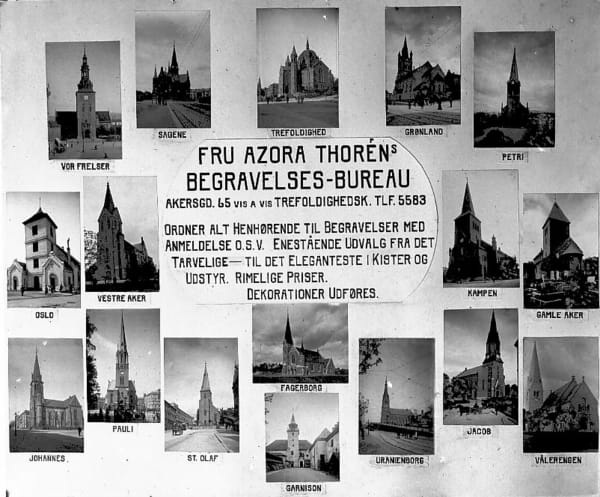 VOR FRELSER
SAGENE
TREFOLDIGHED
GRØNLAND
PETRI
FRU AZORA THORÉNS
BEGRAVELSES-BUREAU
AKERSGD. 65 VIS A VIS TREFOLDIGHEDSK. TLF. 5583
ORDNER ALT HENHØRENDE TIL BEGRAVELSER MED
ANMELDELSE O.S.V. ENESTÅENDE UDVALG FRA DET
TARVELIGE — TIL DET ELEGANTESTE I KISTER OG
UDSTYR. RIMELIGE PRISER.
DEKORATIONER UDFØRES.
OSLO
VESTRE AKER
KAMPEN
GAMLE AKER
JOHANNES.
PAULI
ST. OLAF
FAGERBORG
GARNISON
URANIENBORG
JACOB
VÅLERENGEN